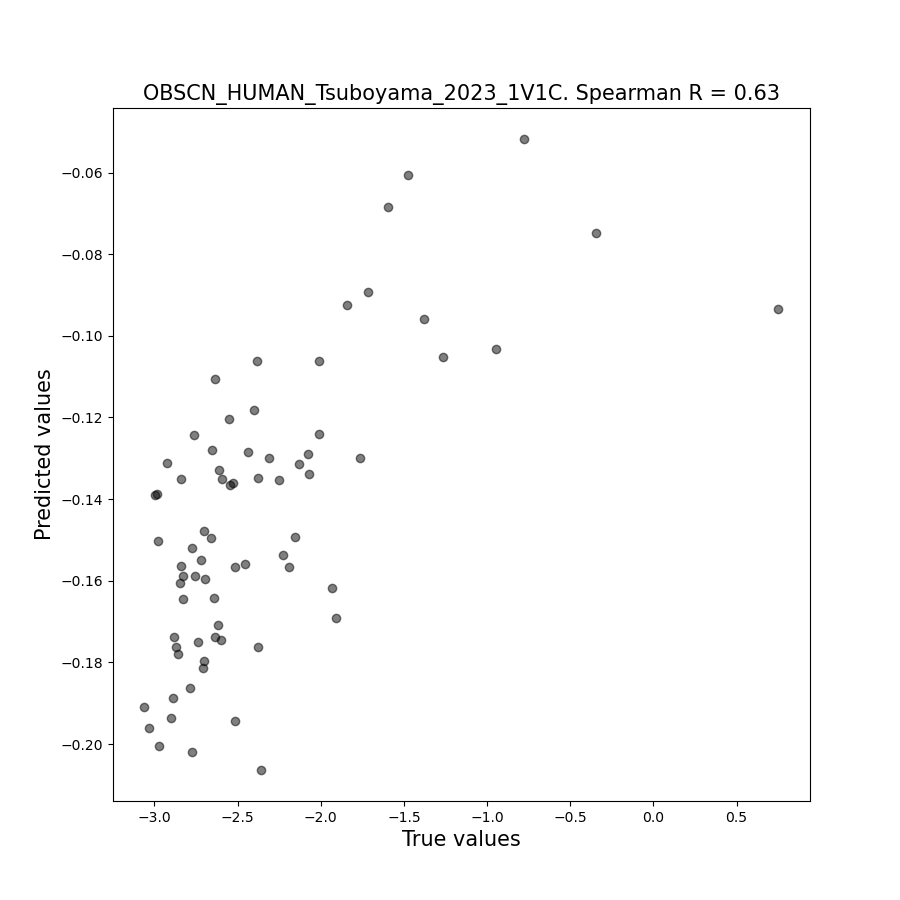 OBSCN_HUMAN_Tsuboyama_2023_1V1C. Spearman R = 0.63
−0.06
−0.08
−0.10
−0.12
−0.14
−0.16
−0.18
−0.20
Predicted values
−3.0 −2.5 −2.0 −1.5 −1.0 −0.5 0.0 0.5
True values